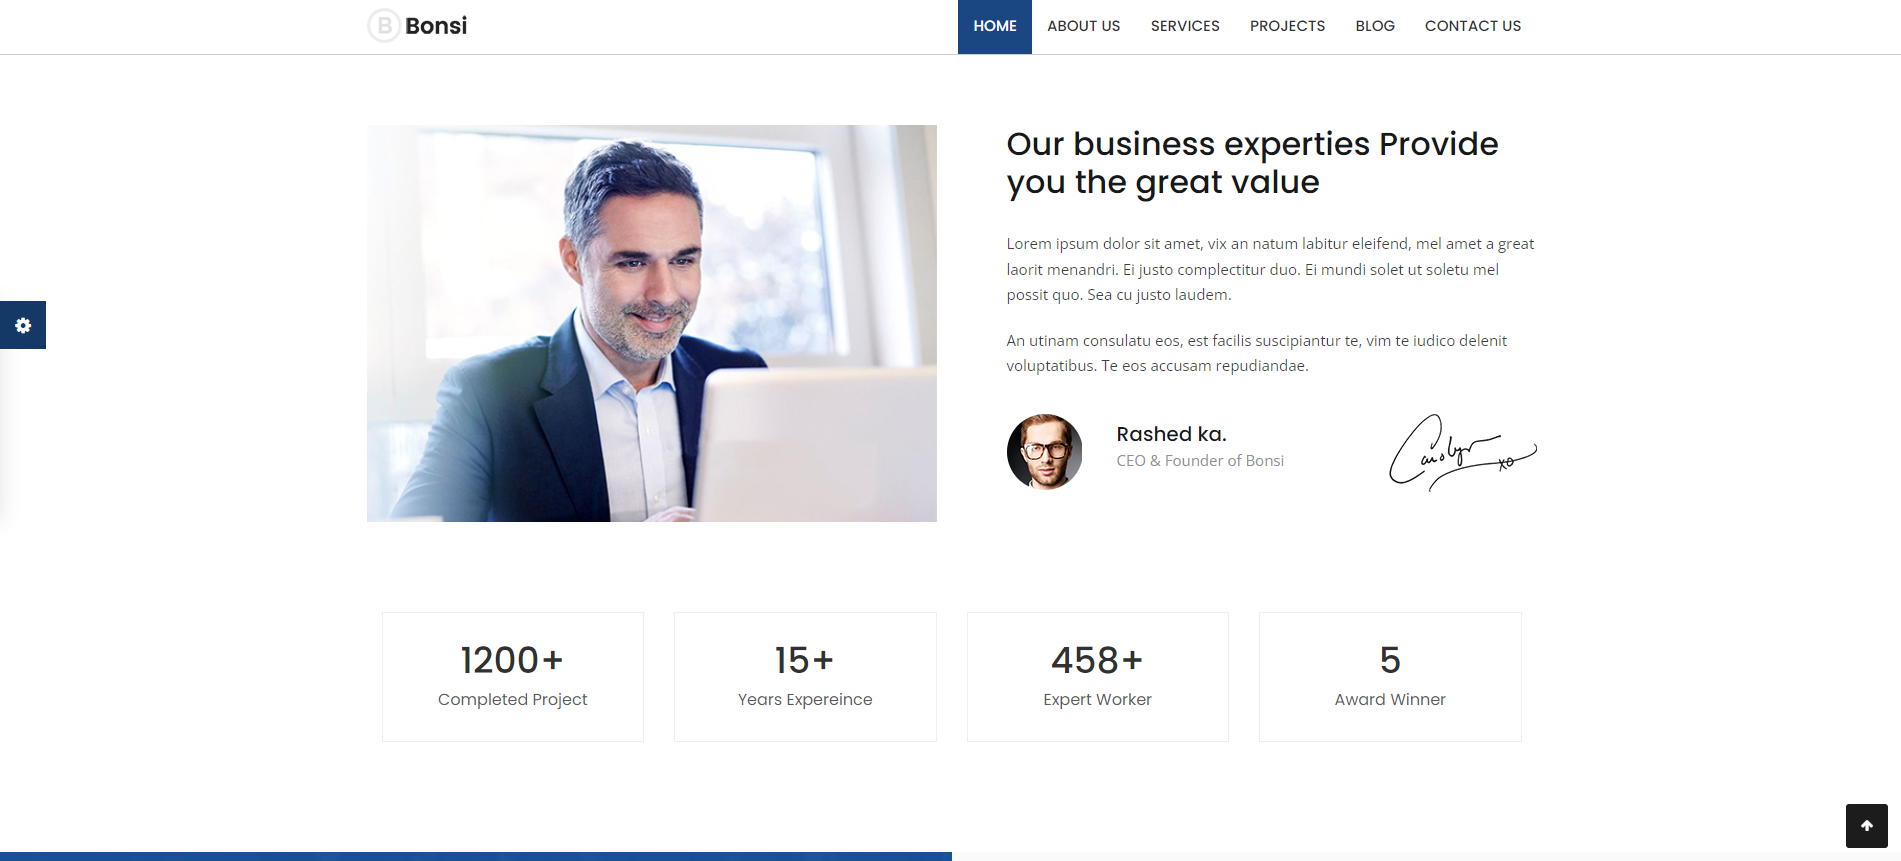 B Bonsi
HOME ABOUT US SERVICES PROJECTS BLOG CONTACT US
Our business experties Provide
you the great value
Lorem ipsum dolor sit amet, vix an natum labitur eleifend, mel amet a great
laorit menandri. Ei justo complectitur duo. Ei mundi solet ut soletu mel
possit quo. Sea cu justo laudem.
An utinam consulatu eos, est facilis suscipiantur te, vim te iudico delenit
voluptatibus. Te eos accusam repudiandae.
Rashed ka.
CEO & Founder of Bonsi
Carolyn
xo
1200+
Completed Project
15+
Years Expereince
458+
Expert Worker
5
Award Winner